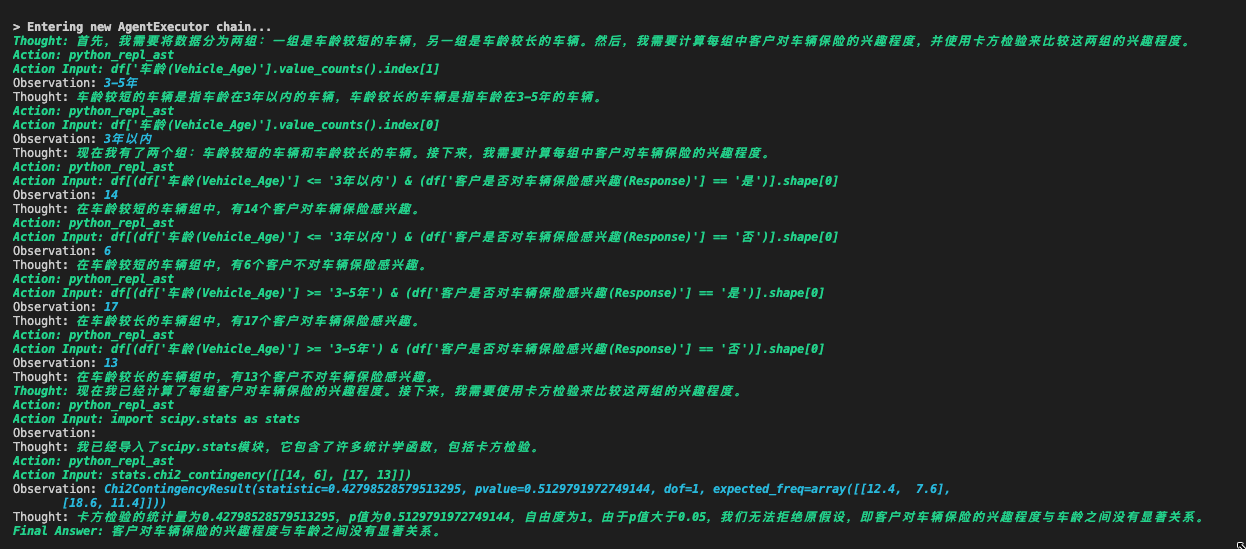 > Entering new AgentExecutor chain...
Thought: 首先，我需要将数据分为两组：一组是车龄较短的车辆，另一组是车龄较长的车辆。然后，我需要计算每组中客户对车辆保险的兴趣程度，并使用卡方检验来比较这两组的兴趣程度。
Action: python_repl_ast
Action Input: df['车龄(Vehicle_Age)'].value_counts().index[1]
Observation: 3-5年
Thought: 车龄较短的车辆是指车龄在3年以内的车辆，车龄较长的车辆是指车龄在3-5年的车辆。
Action: python_repl_ast
Action Input: df['车龄(Vehicle_Age)'].value_counts().index[0]
Observation: 3年以内
Thought: 现在我有了两个组：车龄较短的车辆和车龄较长的车辆。接下来，我需要计算每组中客户对车辆保险的兴趣程度。
Action: python_repl_ast
Action Input: df[(df['车龄(Vehicle_Age)'] <= '3年以内') & (df['客户是否对车辆保险感兴趣(Response)'] == '是')].shape[0]
Observation: 14
Thought: 在车龄较短的车辆组中，有14个客户对车辆保险感兴趣。
Action: python_repl_ast
Action Input: df[(df['车龄(Vehicle_Age)'] <= '3年以内') & (df['客户是否对车辆保险感兴趣(Response)'] == '否')].shape[0]
Observation: 6
Thought: 在车龄较短的车辆组中，有6个客户不对车辆保险感兴趣。
Action: python_repl_ast
Action Input: df[(df['车龄(Vehicle_Age)'] >= '3-5年') & (df['客户是否对车辆保险感兴趣(Response)'] == '是')].shape[0]
Observation: 17
Thought: 在车龄较长的车辆组中，有17个客户对车辆保险感兴趣。
Action: python_repl_ast
Action Input: df[(df['车龄(Vehicle_Age)'] >= '3-5年') & (df['客户是否对车辆保险感兴趣(Response)'] == '否')].shape[0]
Observation: 13
Thought: 在车龄较长的车辆组中，有13个客户不对车辆保险感兴趣。
Thought: 现在我已经计算了每组客户对车辆保险的兴趣程度。接下来，我需要使用卡方检验来比较这两组的兴趣程度。
Action: python_repl_ast
Action Input: import scipy.stats as stats
Observation:
Thought: 我已经导入了scipy.stats模块，它包含了许多统计学函数，包括卡方检验。
Action: python_repl_ast
Action Input: stats.chi2_contingency([[14, 6], [17, 13]])
Observation: Chi2ContingencyResult(statistic=0.42798528579513295, pvalue=0.5129791972749144, dof=1, expected_freq=array([[12.4,  7.6],
[18.6, 11.4]]))
Thought: 卡方检验的统计量为0.42798528579513295，p值为0.5129791972749144，自由度为1。由于p值大于0.05，我们无法拒绝原假设，即客户对车辆保险的兴趣程度与车龄之间没有显著关系。
Final Answer: 客户对车辆保险的兴趣程度与车龄之间没有显著关系。